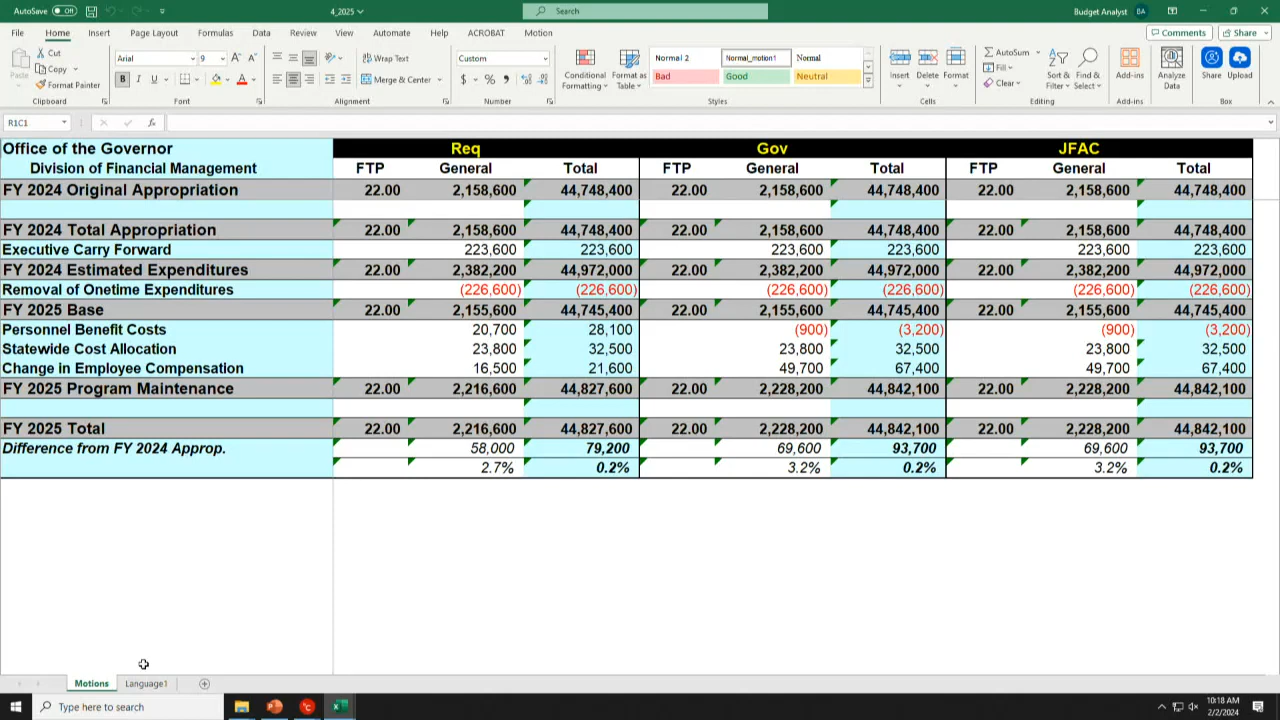 AutoSave Off 4_2025 Search Budget Analyst BA
File Home Insert Page Layout Formulas Data Review View Automate Help ACROBAT Motion Comments Share
Paste Cut Copy Format Painter Clipboard
Arial 9 B I U A Font
Wrap Text Merge & Center Alignment
Custom $ % Number
Conditional Formatting Format as Table Normal 2 Normal_motion1 Normal Bad Good Neutral Styles
Insert Delete Format Cells
AutoSum Fill Clear Sort & Filter Find & Select Editing
Add-ins Add-ins
Analyze Data
Share Upload Box
R1C1 fx
Office of the Governor Req Gov JFAC
Division of Financial Management FTP General Total FTP General Total FTP General Total
FY 2024 Original Appropriation 22.00 2,158,600 44,748,400 22.00 2,158,600 44,748,400 22.00 2,158,600 44,748,400
FY 2024 Total Appropriation 22.00 2,158,600 44,748,400 22.00 2,158,600 44,748,400 22.00 2,158,600 44,748,400
Executive Carry Forward 223,600 223,600 223,600 223,600 223,600 223,600
FY 2024 Estimated Expenditures 22.00 2,382,200 44,972,000 22.00 2,382,200 44,972,000 22.00 2,382,200 44,972,000
Removal of Onetime Expenditures (226,600) (226,600) (226,600) (226,600) (226,600) (226,600)
FY 2025 Base 22.00 2,155,600 44,745,400 22.00 2,155,600 44,745,400 22.00 2,155,600 44,745,400
Personnel Benefit Costs 20,700 28,100 (900) (3,200) (900) (3,200)
Statewide Cost Allocation 23,800 32,500 23,800 32,500 23,800 32,500
Change in Employee Compensation 16,500 21,600 49,700 67,400 49,700 67,400
FY 2025 Program Maintenance 22.00 2,216,600 44,827,600 22.00 2,228,200 44,842,100 22.00 2,228,200 44,842,100
FY 2025 Total 22.00 2,216,600 44,827,600 22.00 2,228,200 44,842,100 22.00 2,228,200 44,842,100
Difference from FY 2024 Approp. 58,000 79,200 69,600 93,700 69,600 93,700
2.7% 0.2% 3.2% 0.2% 3.2% 0.2%
Motions Language1
Type here to search 10:18 AM
2/2/2024